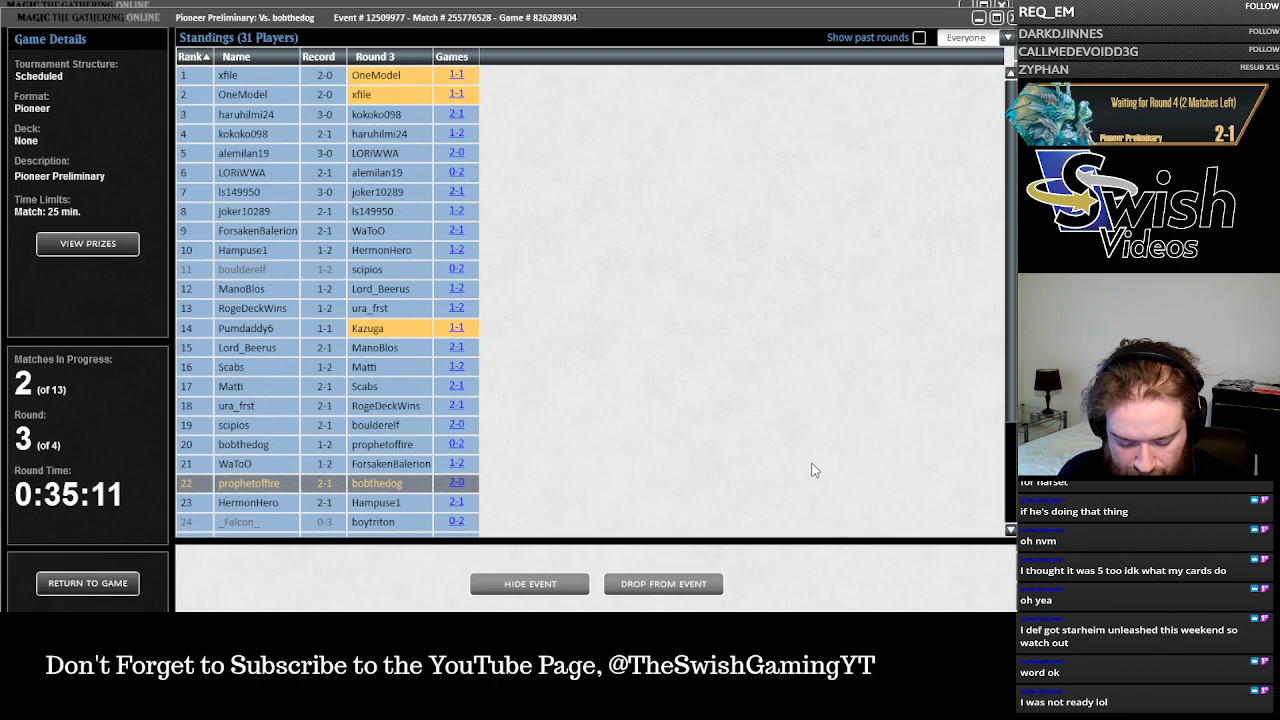 MAGIC THE GATHERING ONLINE
MAGIC THE GATHERING ONLINE Pioneer Preliminary: Vs. bobthedog Event # 12509977 - Match # 255776528 - Game # 826289304
Game Details
Tournament Structure:
Scheduled
Format:
Pioneer
Deck:
None
Description:
Pioneer Preliminary
Time Limits:
Match: 25 min.
VIEW PRIZES
Matches In Progress:
2 (of 13)
Round:
3 (of 4)
Round Time:
0:35:11
RETURN TO GAME
Standings (31 Players)
Show past rounds
Everyone
Rank Name Record Round 3 Games
1 xfile 2-0 OneModel 1-1
2 OneModel 2-0 xfile 1-1
3 haruhilmi24 3-0 kokoko098 2-1
4 kokoko098 2-1 haruhilmi24 1-2
5 alemilan19 3-0 LORiWWA 2-0
6 LORiWWA 2-1 alemilan19 0-2
7 ls149950 3-0 joker10289 2-1
8 joker10289 2-1 ls149950 1-2
9 ForsakenBalerion 2-1 WaToO 2-1
10 Hampuse1 1-2 HermonHero 1-2
11 boulderelf 1-2 scipios 0-2
12 ManoBlos 1-2 Lord_Beerus 1-2
13 RogeDeckWins 1-2 ura_frst 1-2
14 Pumdaddy6 1-1 Kazuga 1-1
15 Lord_Beerus 2-1 ManoBlos 2-1
16 Scabs 1-2 Matti 1-2
17 Matti 2-1 Scabs 2-1
18 ura_frst 2-1 RogeDeckWins 2-1
19 scipios 2-1 boulderelf 2-0
20 bobthedog 1-2 prophetoffire 0-2
21 WaToO 1-2 ForsakenBalerion 1-2
22 prophetoffire 2-1 bobthedog 2-0
23 HermonHero 2-1 Hampuse1 2-1
24 _Falcon_ 0-3 boytriton 0-2
HIDE EVENT
DROP FROM EVENT
Don't Forget to Subscribe to the YouTube Page, @TheSwishGamingYT
REQ_EM FOLLOW
DARKDJINNES FOLLOW
CALLMEDEVOIDD3G FOLLOW
ZYPHAN RESUB X15
Waiting for Round 4 (2 Matches Left)
Pioneer Preliminary 2-1
Swish
Videos
for narset
if he's doing that thing
oh nvm
I thought it was 5 too idk what my cards do
oh yea
I def got starheim unleashed this weekend so
watch out
word ok
I was not ready lol